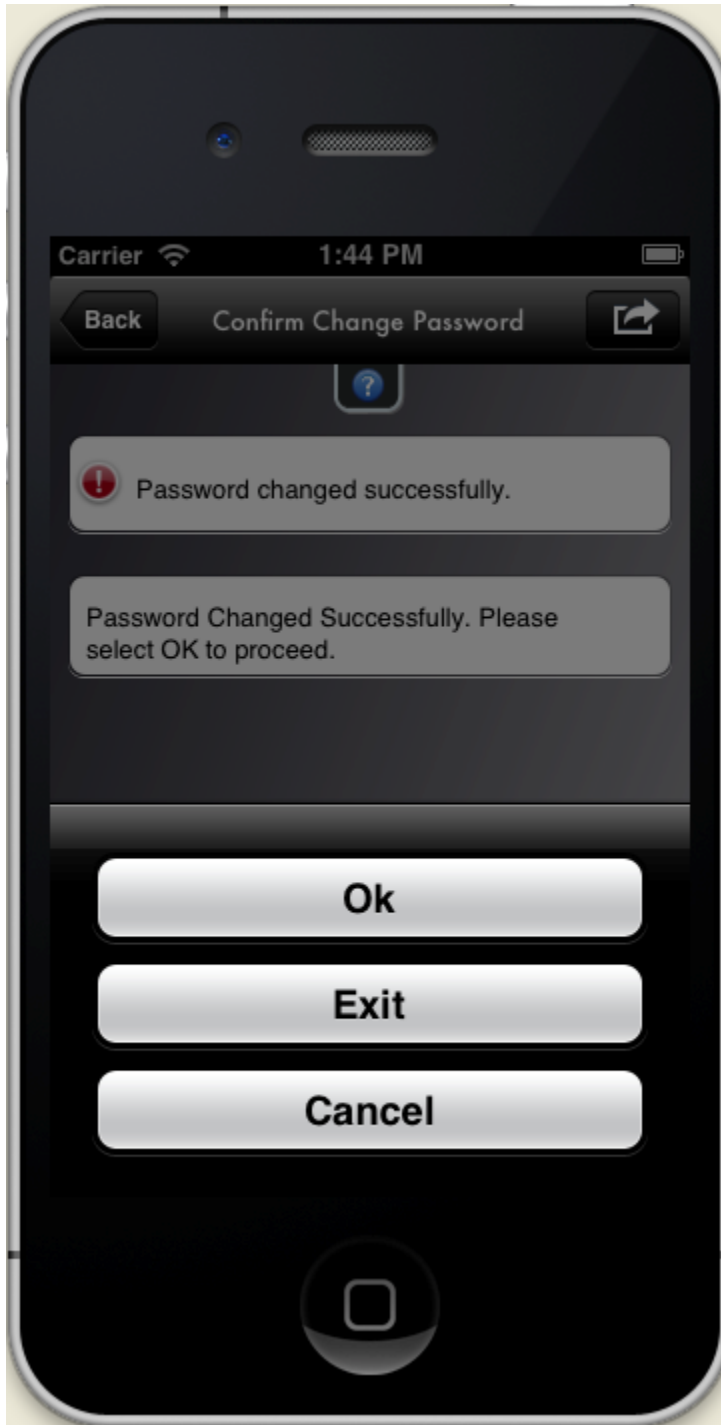 Carrier 1:44 PM
Back Confirm Change Password
?
! Password changed successfully.
Password Changed Successfully. Please
select OK to proceed.
Ok
Exit
Cancel